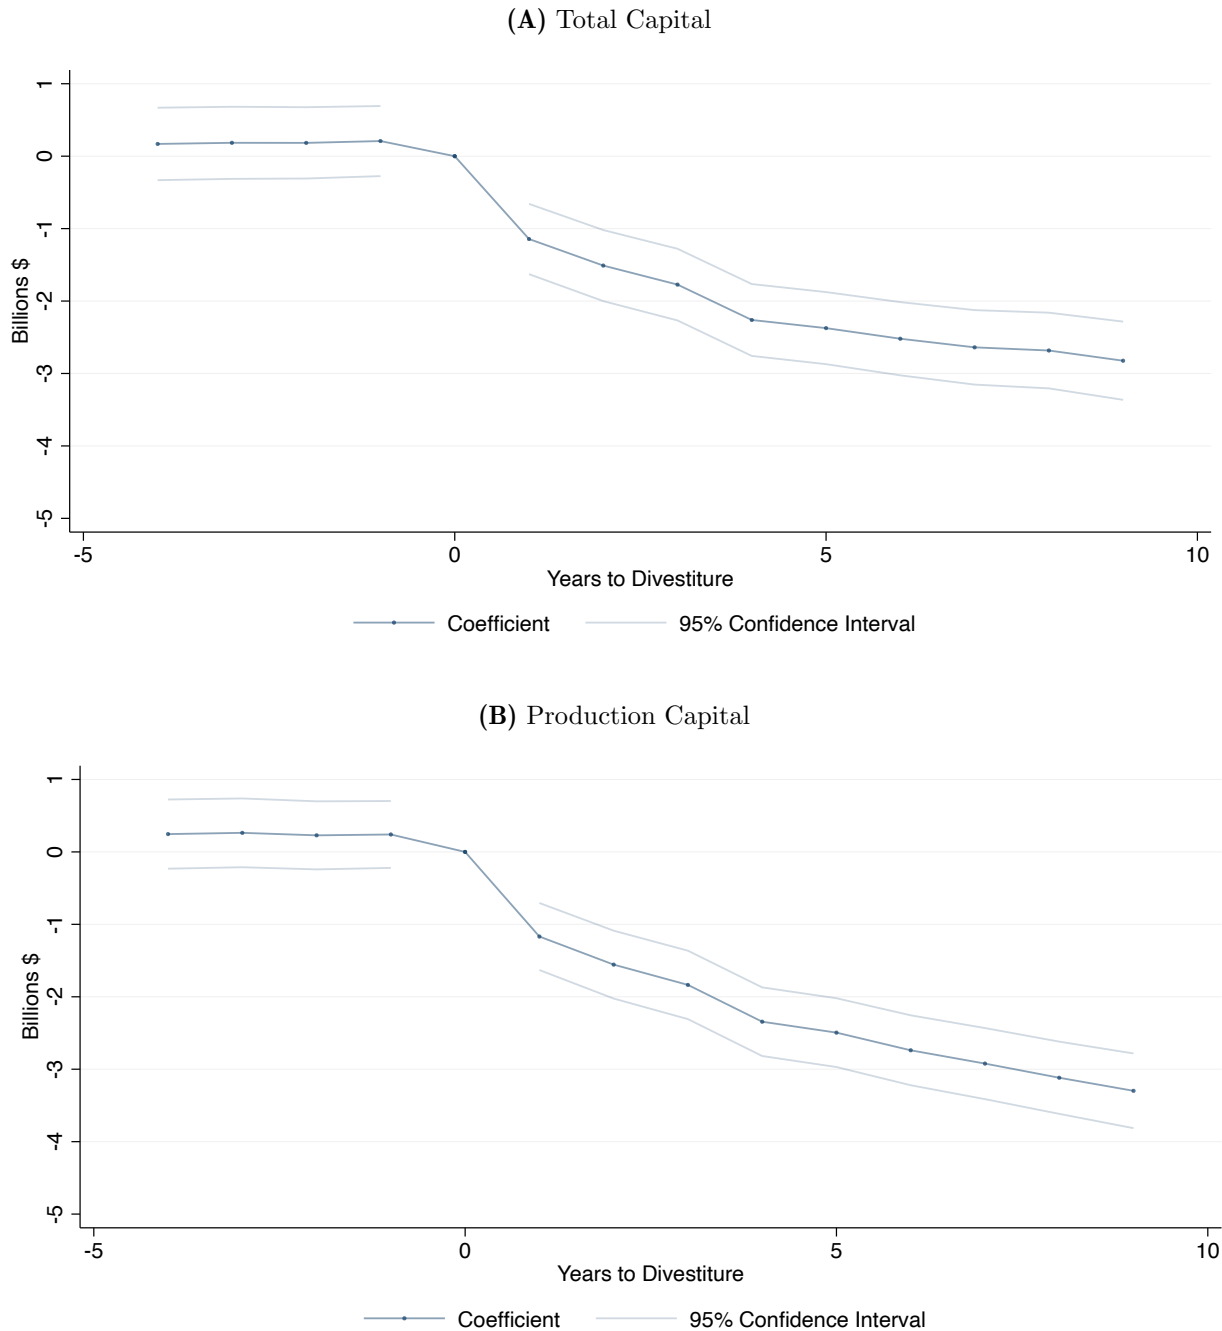 (A) Total Capital
1
0
-1
-2
-3
-4
-5
Billions $
-5 0 5 10
Years to Divestiture
Coefficient 95% Confidence Interval
(B) Production Capital
1
0
-1
-2
-3
-4
-5
Billions $
-5 0 5 10
Years to Divestiture
Coefficient 95% Confidence Interval